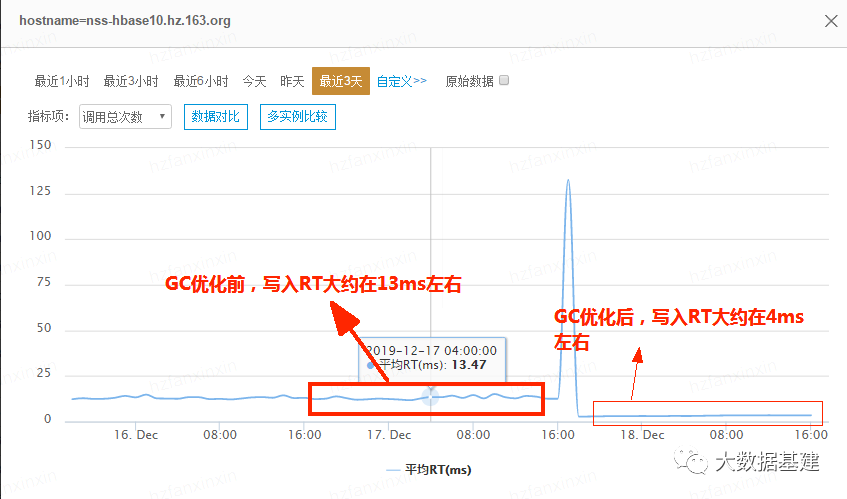 hostname=nss-hbase10.hz.163.org
最近1小时 最近3小时 最近6小时 今天 昨天 最近3天 自定义>> 原始数据
指标项： 调用总次数 数据对比 多实例比较
150
125
100
75
50
25
0
GC优化前，写入RT大约在13ms左右
GC优化后，写入RT大约在4ms
左右
2019-12-17 04:00:00
平均RT(ms): 13.47
16. Dec 08:00 16:00 17. Dec 08:00 16:00 18. Dec 08:00 16:00
大数据基建
平均RT(ms)
hzfanxinxin